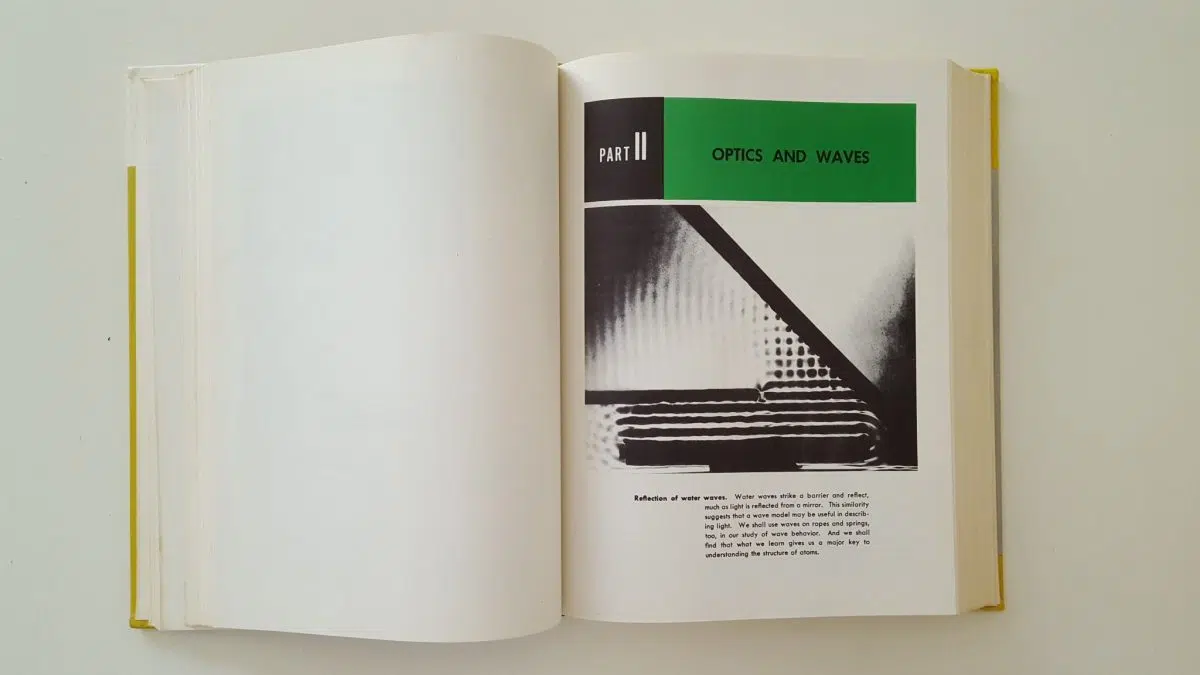 PART II
OPTICS AND WAVES
Reflection of water waves. Water waves strike a barrier and reflect,
much as light is reflected from a mirror. This similarity
suggests that a wave model may be useful in describ-
ing light. We shall use waves on ropes and springs,
too, in our study of wave behavior. And we shall
find that what we learn gives us a major key to
understanding the structure of atoms.